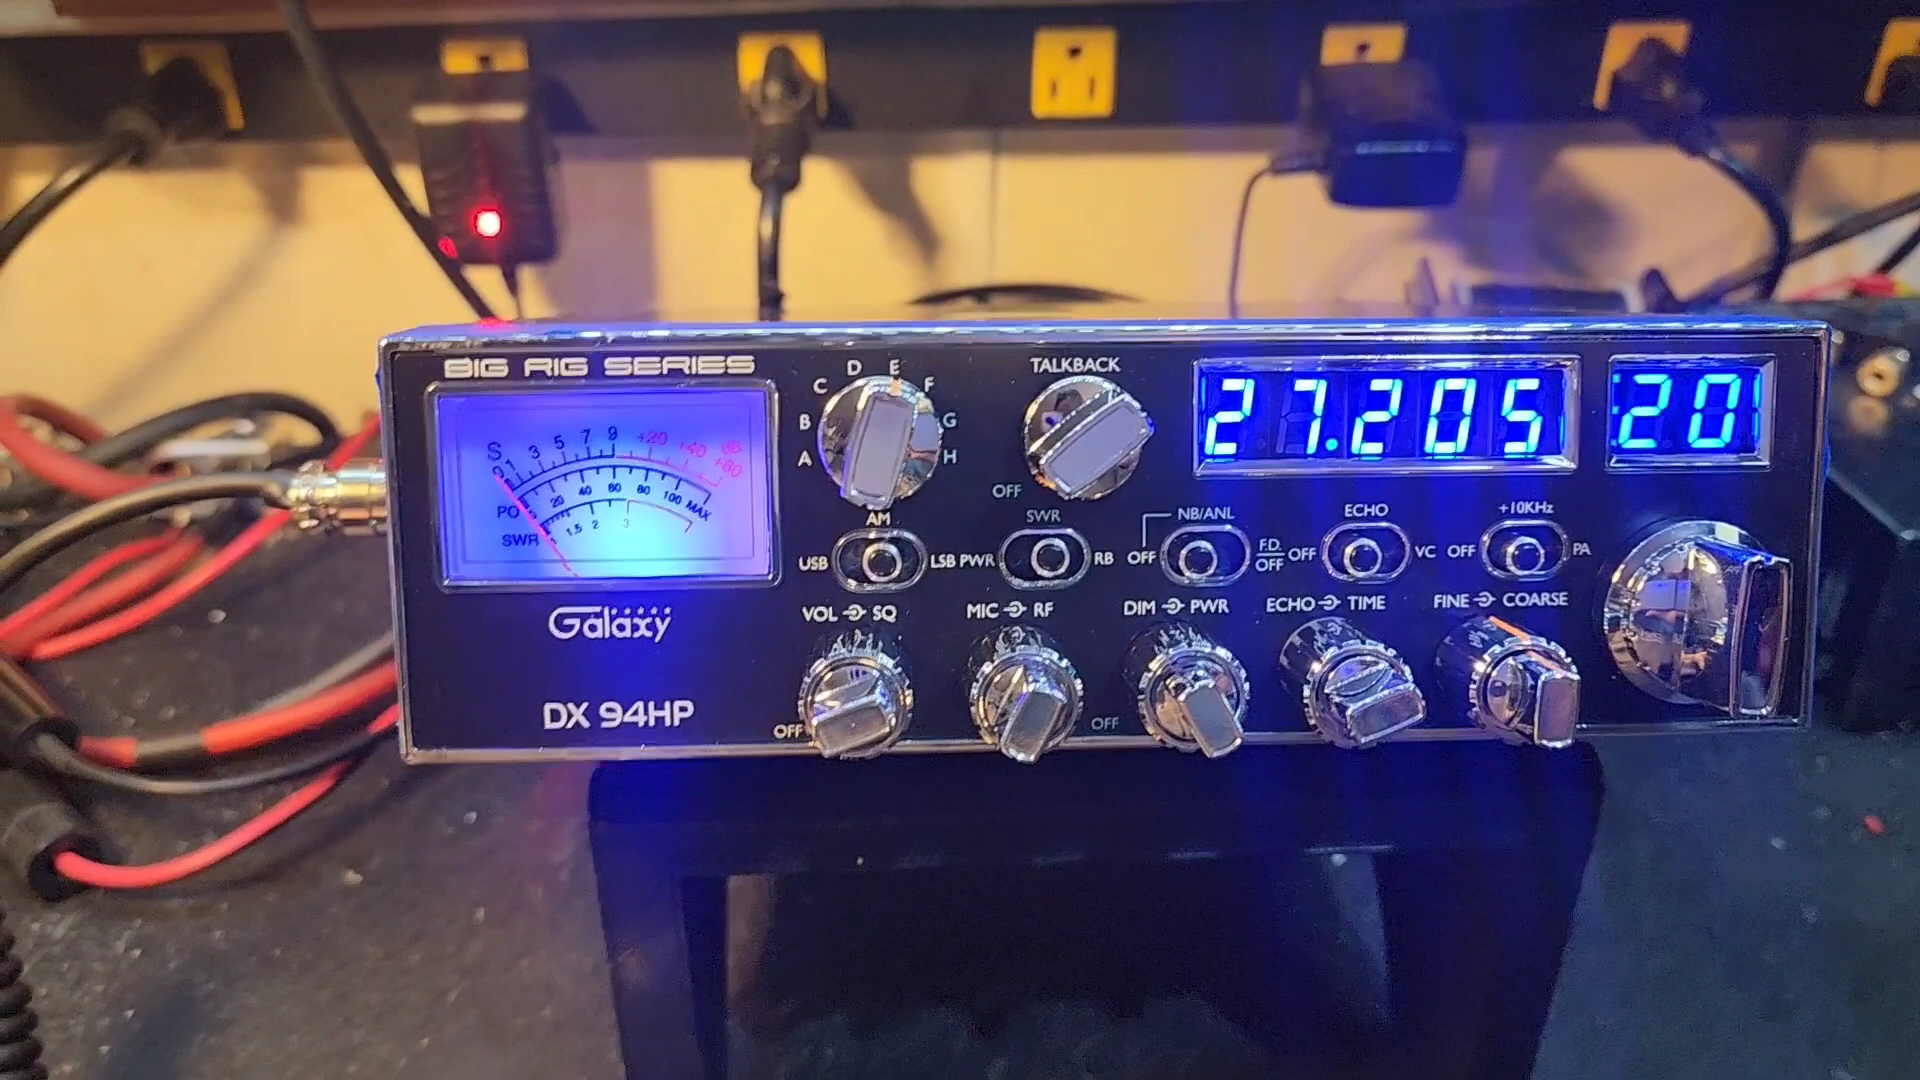 BIG RIG SERIES
S
0 1 3 5 7 9 +20 +40 +60 dB
PO 20 40 60 80 100 MAX
SWR 1 1.5 2 3
Galaxy
DX 94HP
A B C D E F G H
TALKBACK
OFF
27.205
20
AM
USB LSB
SWR
PWR RB
NB/ANL
OFF F.D. OFF
ECHO
OFF VC
+10KHz
OFF PA
VOL SQ
OFF
MIC RF
DIM PWR
OFF
ECHO TIME
FINE COARSE